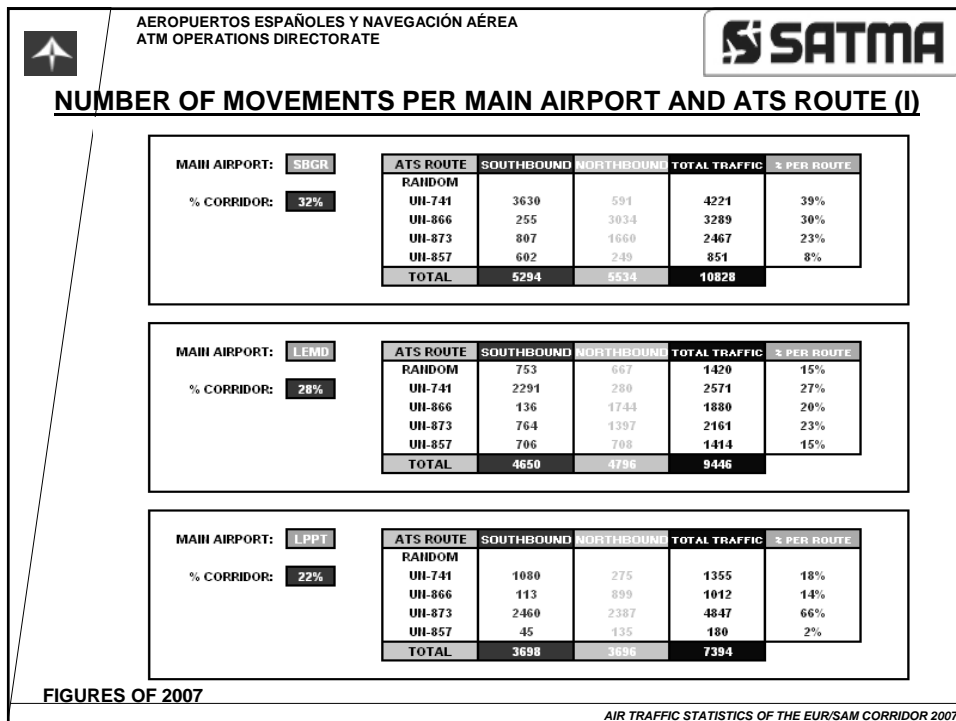 AEROPUERTOS ESPAÑOLES Y NAVEGACIÓN AÉREA
ATM OPERATIONS DIRECTORATE
SATMA
NUMBER OF MOVEMENTS PER MAIN AIRPORT AND ATS ROUTE (I)
MAIN AIRPORT: SBGR
% CORRIDOR: 32%
ATS ROUTE SOUTHBOUND NORTHBOUND TOTAL TRAFFIC % PER ROUTE
RANDOM
UN-741 3630 591 4221 39%
UN-866 255 3034 3289 30%
UN-873 807 1660 2467 23%
UN-857 602 249 851 8%
TOTAL 5294 5534 10828
MAIN AIRPORT: LEMD
% CORRIDOR: 28%
ATS ROUTE SOUTHBOUND NORTHBOUND TOTAL TRAFFIC % PER ROUTE
RANDOM 753 667 1420 15%
UN-741 2291 280 2571 27%
UN-866 136 1744 1880 20%
UN-873 764 1397 2161 23%
UN-857 706 708 1414 15%
TOTAL 4650 4796 9446
MAIN AIRPORT: LPPT
% CORRIDOR: 22%
ATS ROUTE SOUTHBOUND NORTHBOUND TOTAL TRAFFIC % PER ROUTE
RANDOM
UN-741 1080 275 1355 18%
UN-866 113 899 1012 14%
UN-873 2460 2387 4847 66%
UN-857 45 135 180 2%
TOTAL 3698 3696 7394
FIGURES OF 2007
AIR TRAFFIC STATISTICS OF THE EUR/SAM CORRIDOR 2007